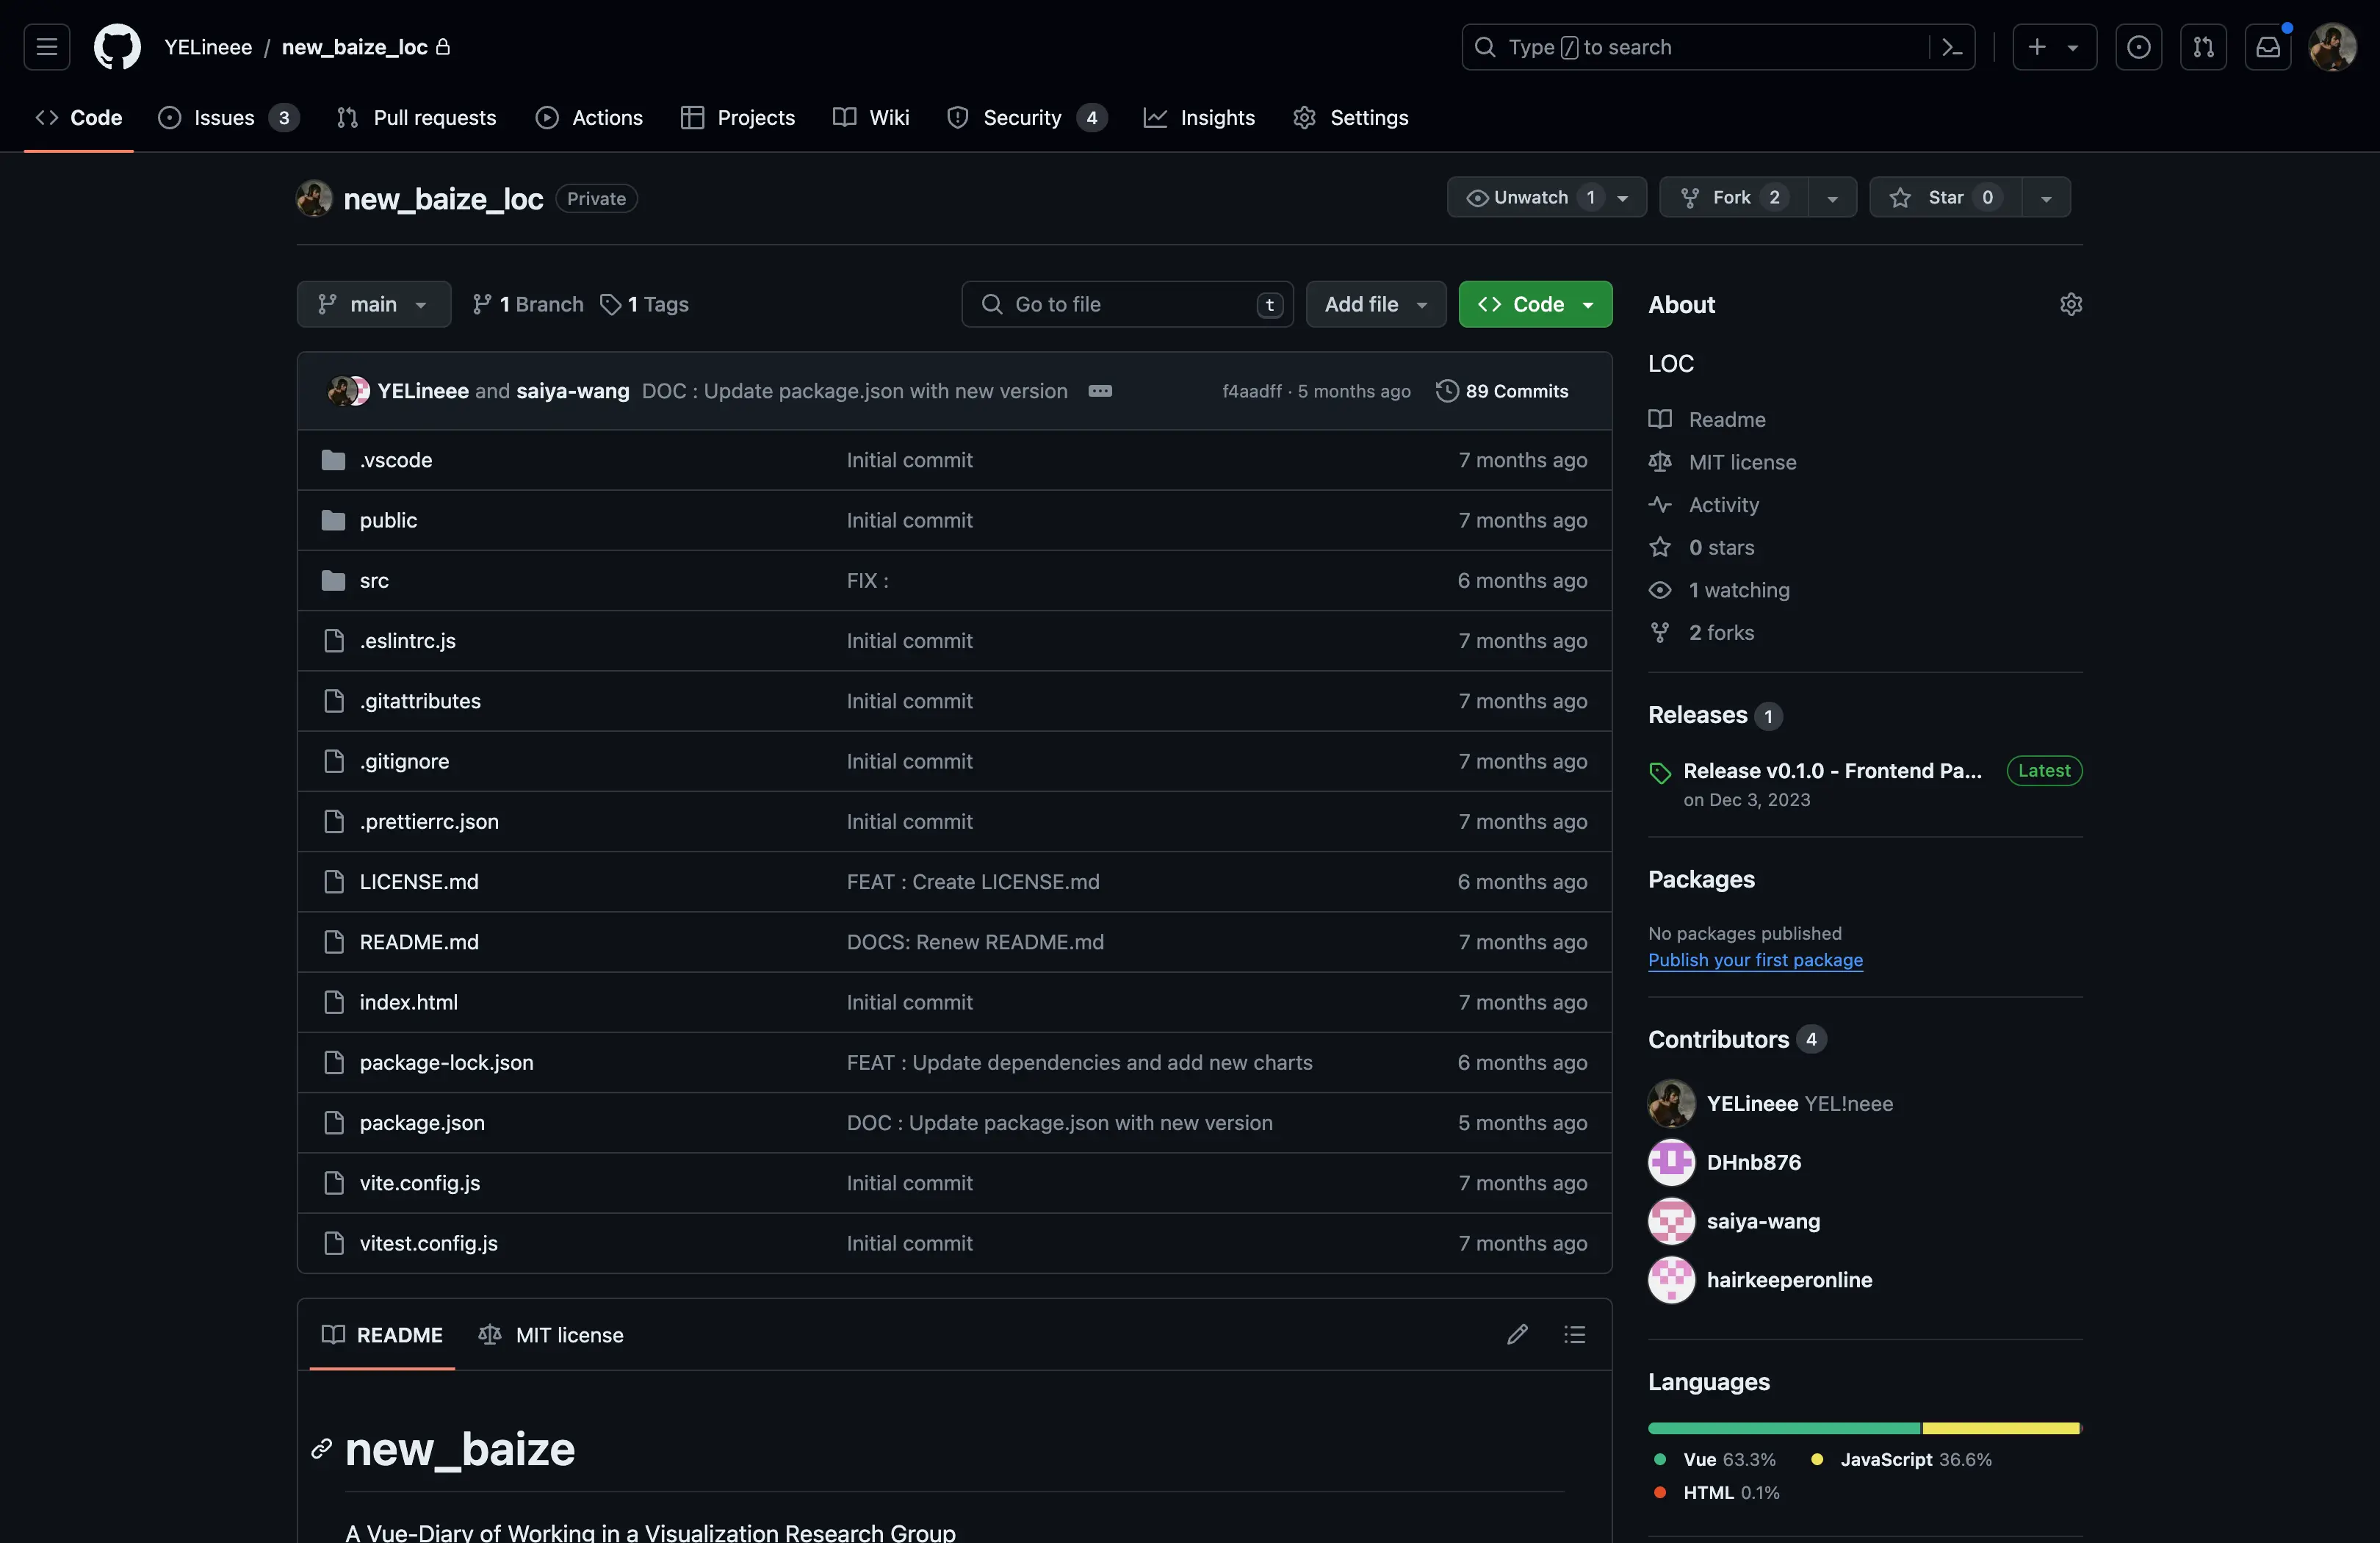 YELineee / new_baize_loc
Type / to search
Code
Issues 3
Pull requests
Actions
Projects
Wiki
Security 4
Insights
Settings
new_baize_loc Private
Unwatch 1
Fork 2
Star 0
main
1 Branch
1 Tags
Go to file t
Add file
Code
YELineee and saiya-wang DOC : Update package.json with new version f4aadff · 5 months ago 89 Commits
.vscode Initial commit 7 months ago
public Initial commit 7 months ago
src FIX : 6 months ago
.eslintrc.js Initial commit 7 months ago
.gitattributes Initial commit 7 months ago
.gitignore Initial commit 7 months ago
.prettierrc.json Initial commit 7 months ago
LICENSE.md FEAT : Create LICENSE.md 6 months ago
README.md DOCS: Renew README.md 7 months ago
index.html Initial commit 7 months ago
package-lock.json FEAT : Update dependencies and add new charts 6 months ago
package.json DOC : Update package.json with new version 5 months ago
vite.config.js Initial commit 7 months ago
vitest.config.js Initial commit 7 months ago
README
MIT license
new_baize
A Vue-Diary of Working in a Visualization Research Group
About
LOC
Readme
MIT license
Activity
0 stars
1 watching
2 forks
Releases 1
Release v0.1.0 - Frontend Pa... Latest
on Dec 3, 2023
Packages
No packages published
Publish your first package
Contributors 4
YELineee YEL!neee
DHnb876
saiya-wang
hairkeeperonline
Languages
Vue 63.3% JavaScript 36.6%
HTML 0.1%